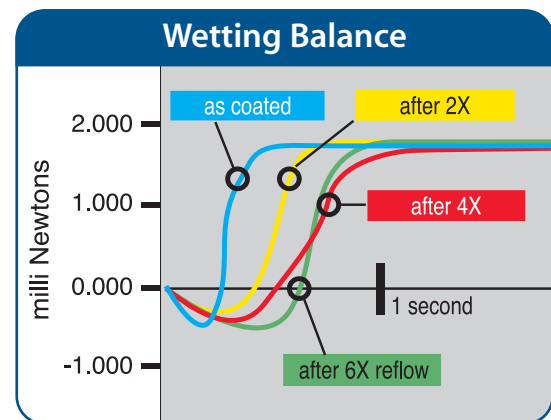 Wetting Balance
as coated
after 2X
2.000
1.000
after 4X
0.000
1 second
-1.000
after 6X reflow
milli Newtons